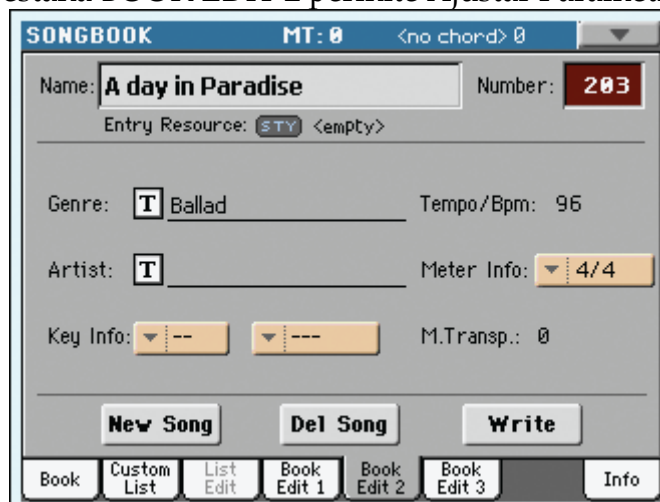 SONGBOOK MT:0 <no chord> 0
Name: A day in Paradise Number: 203
Entry Resource: STY <empty>
Genre: T Ballad Tempo/Bpm: 96
Artist: T Meter Info: 4/4
Key Info: -- --- M.Transp.: 0
New Song Del Song Write
Book Custom List List Edit Book Edit 1 Book Edit 2 Book Edit 3 Info